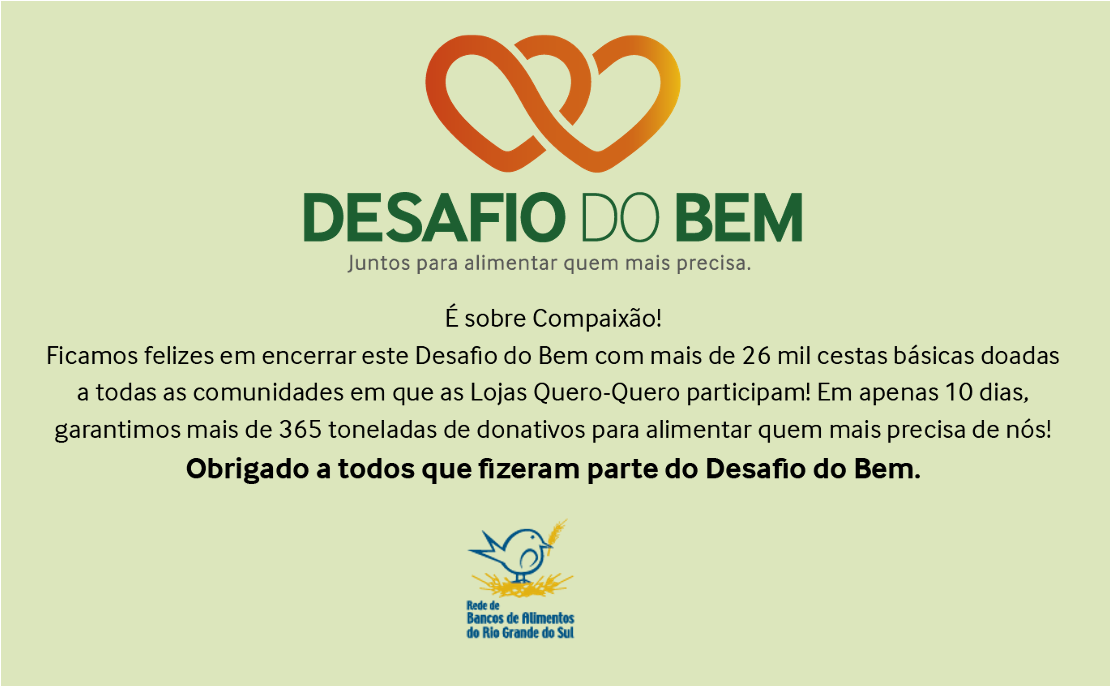 DESAFIO DO BEM
Juntos para alimentar quem mais precisa.
É sobre Compaixão!
Ficamos felizes em encerrar este Desafio do Bem com mais de 26 mil cestas básicas doadas
a todas as comunidades em que as Lojas Quero-Quero participam! Em apenas 10 dias,
garantimos mais de 365 toneladas de donativos para alimentar quem mais precisa de nós!
Obrigado a todos que fizeram parte do Desafio do Bem.
Rede de
Bancos de Alimentos
do Rio Grande do Sul